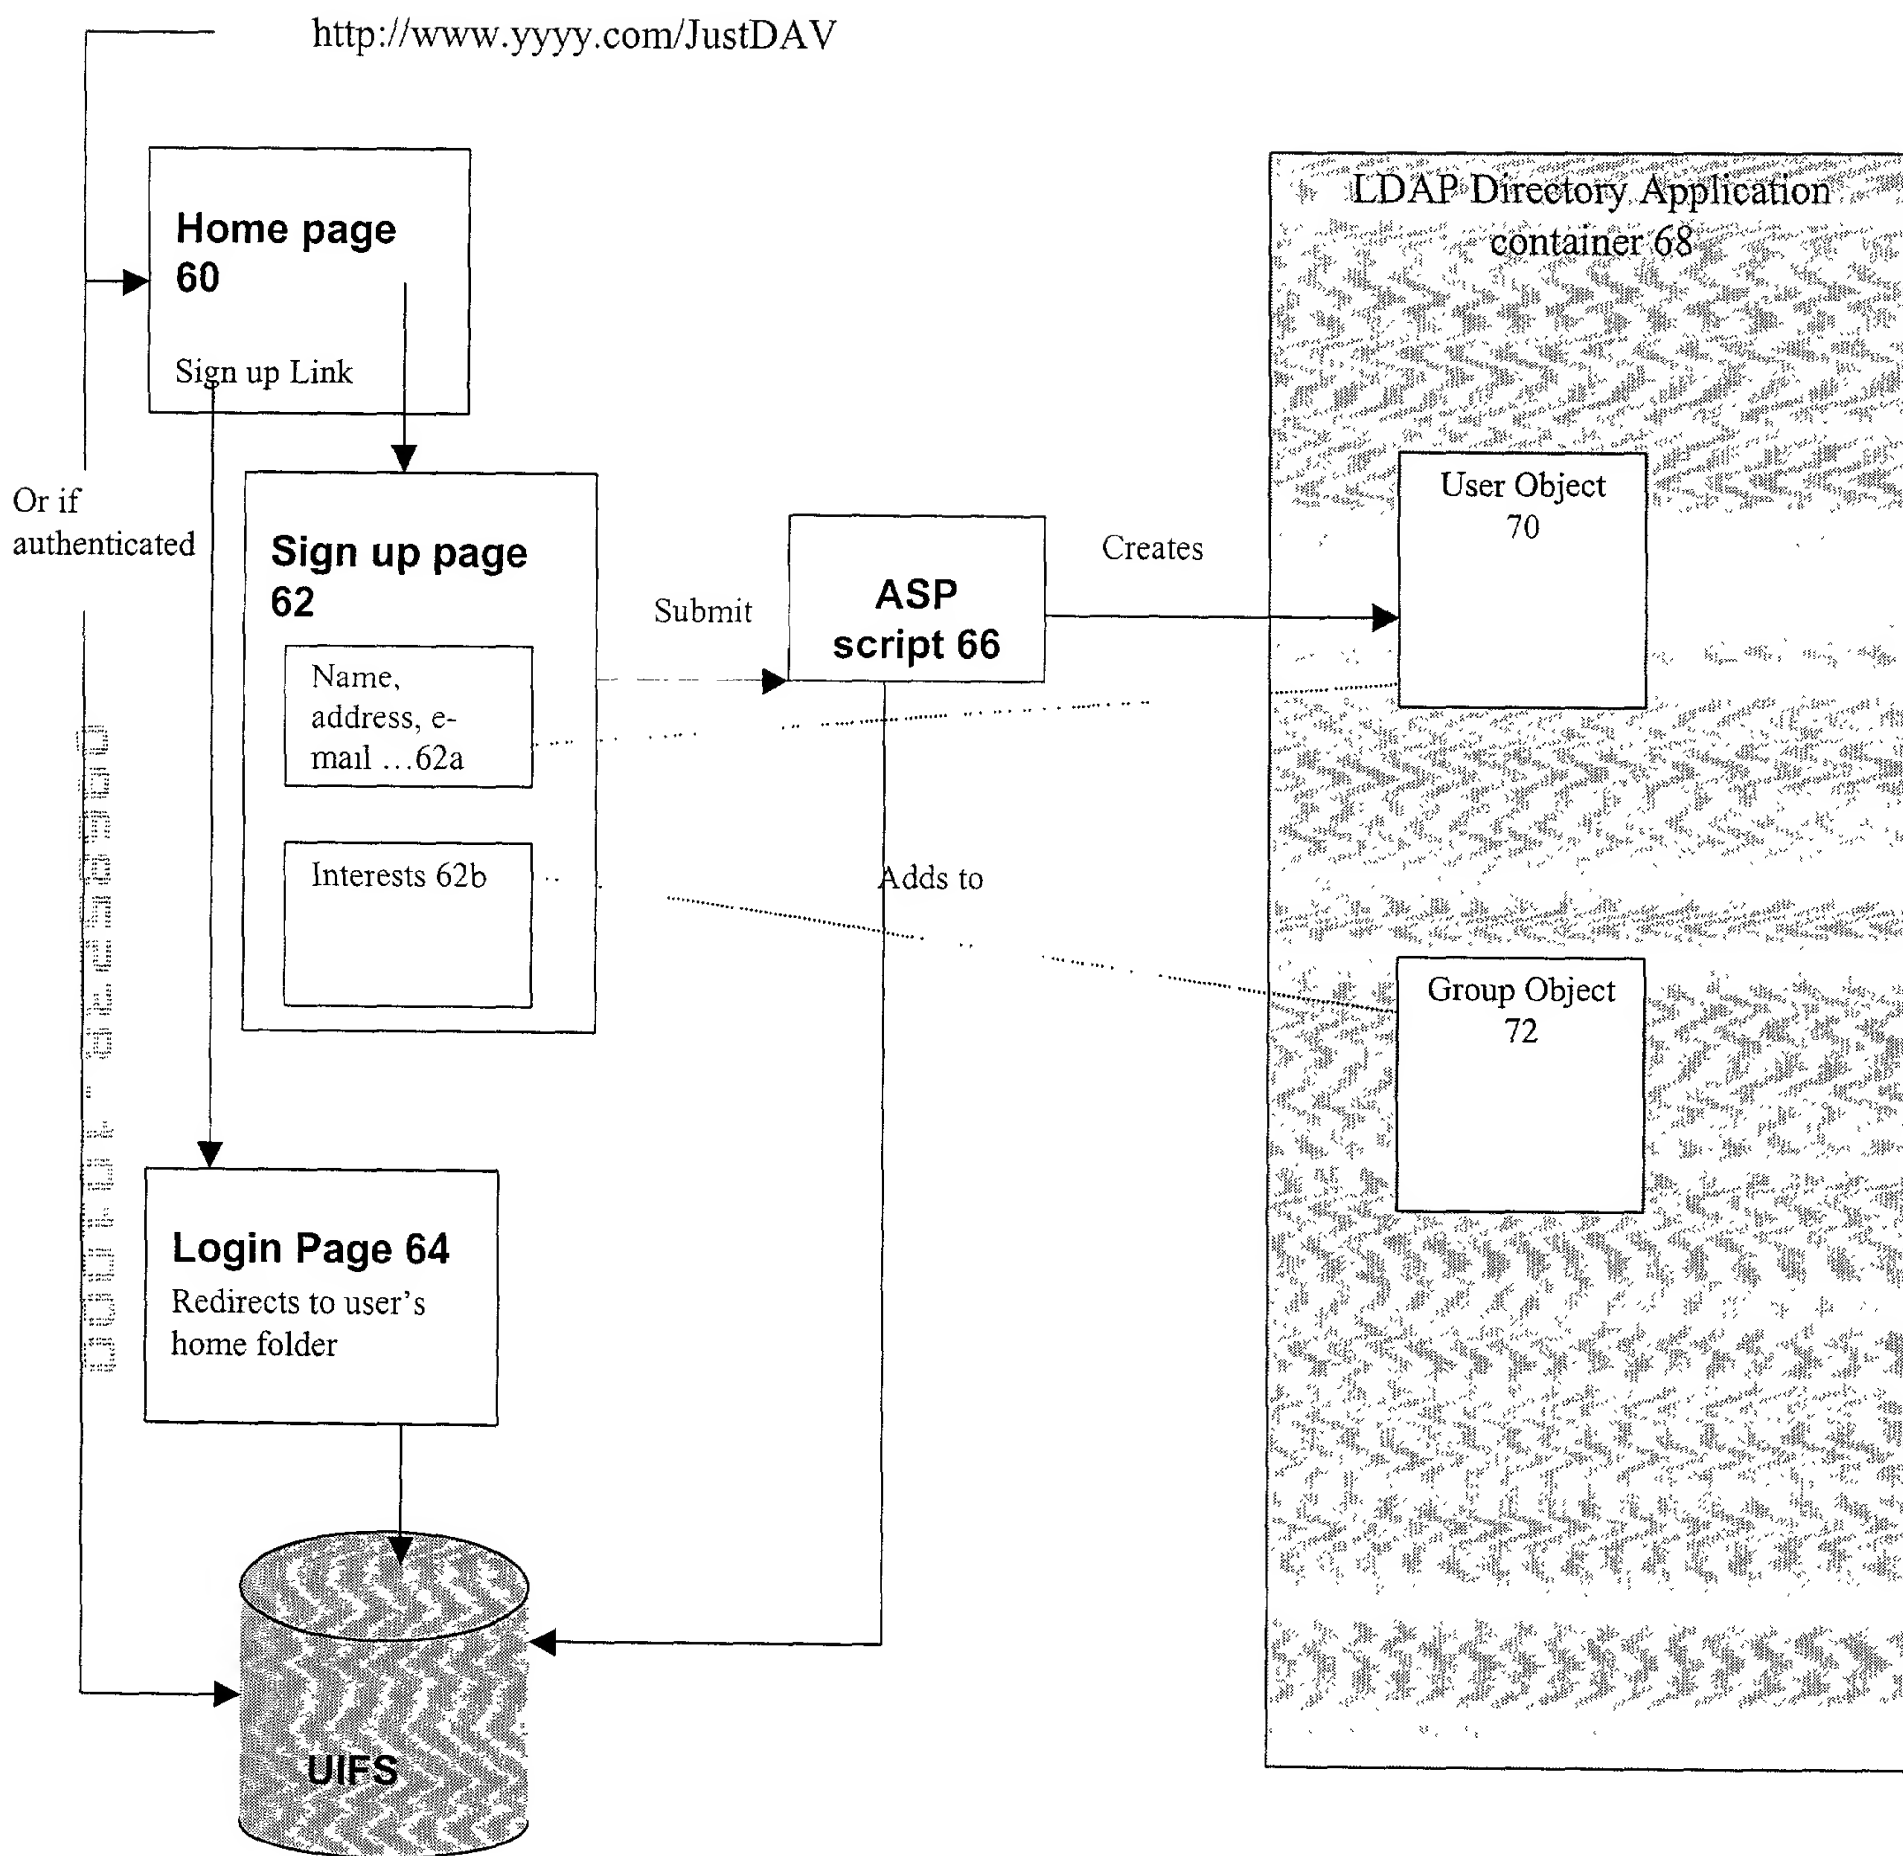 http://www.yyyy.com/JustDAV
Home page
60
Sign up Link
Or if
authenticated
Sign up page
62
Name,
address, e-
mail …62a
Interests 62b
Submit
ASP
script 66
Creates
Adds to
LDAP Directory Application
container 68
User Object
70
Group Object
72
Login Page 64
Redirects to user’s
home folder
UIFS